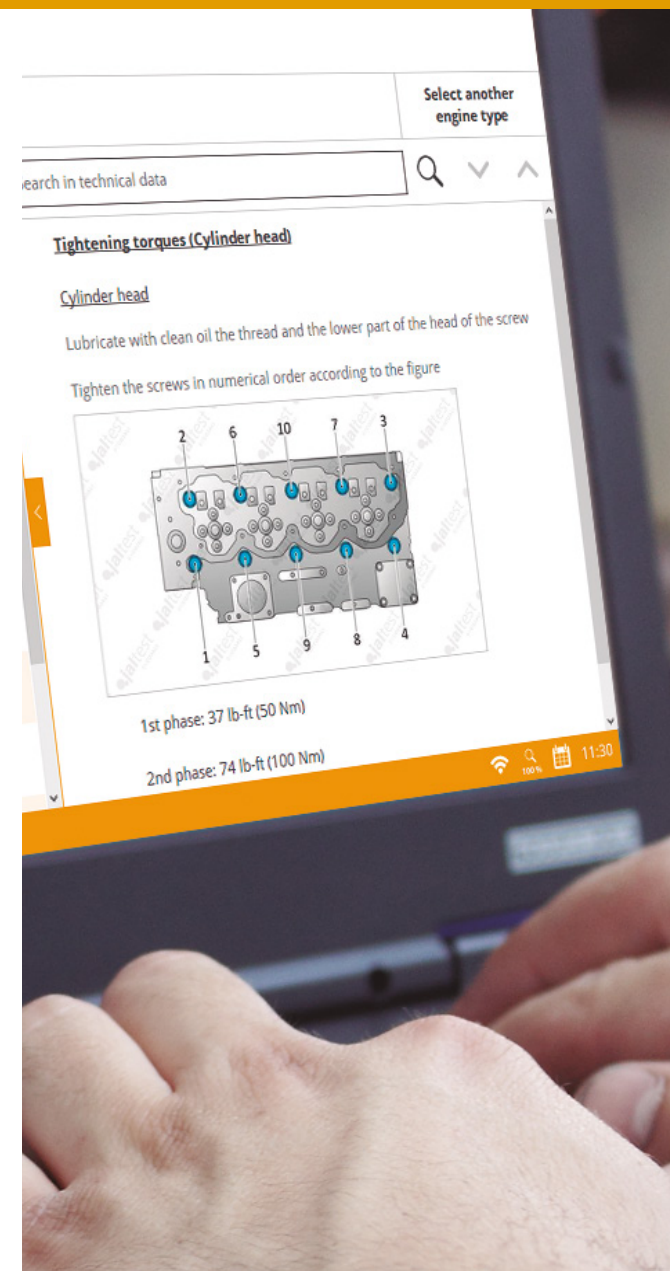 Select another
engine type
earch in technical data
Tightening torques (Cylinder head)
Cylinder head
Lubricate with clean oil the thread and the lower part of the head of the screw
Tighten the screws in numerical order according to the figure
2 6 10 7 3
1 5 9 8 4
1st phase: 37 lb-ft (50 Nm)
2nd phase: 74 lb-ft (100 Nm)
100 % 11:30